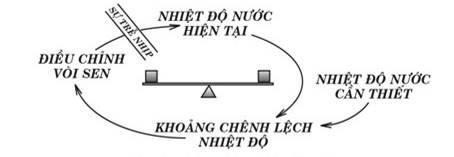 SỰ TRỄ NHỊP
NHIỆT ĐỘ NƯỚC
HIỆN TẠI
ĐIỀU CHỈNH
VÒI SEN
NHIỆT ĐỘ NƯỚC
CẦN THIẾT
KHOẢNG CHÊNH LỆCH
NHIỆT ĐỘ